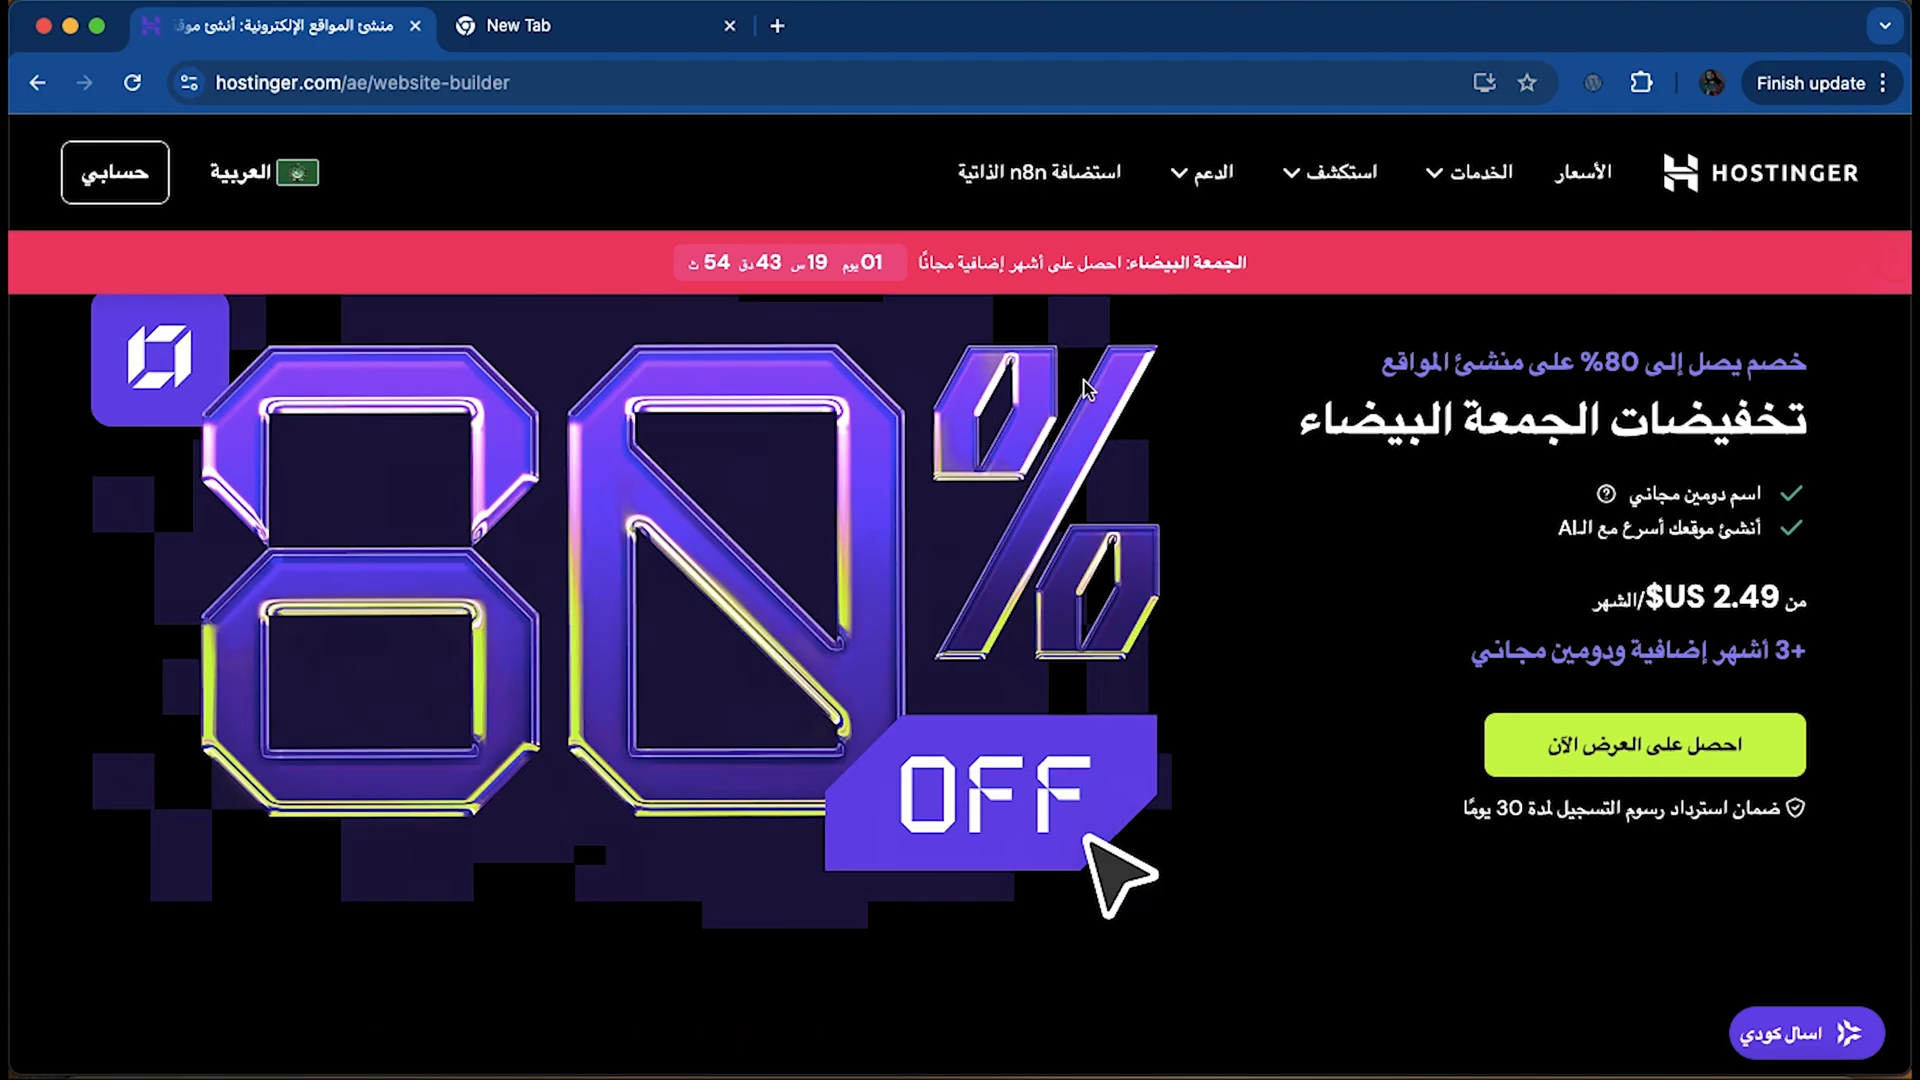 منشئ المواقع الإلكترونية: أنشئ موق
New Tab
hostinger.com/ae/website-builder
Finish update
HOSTINGER
الأسعار
الخدمات
استكشف
الدعم
استضافة n8n الذاتية
العربية
حسابي
الجمعة البيضاء: احصل على أشهر إضافية مجانًا
01 يوم 19 س 43 دق 54 ث
خصم يصل إلى 80% على منشئ المواقع
تخفيضات الجمعة البيضاء
اسم دومين مجاني
أنشئ موقعك أسرع مع الـAI
من US 2.49$/الشهر
+3 أشهر إضافية ودومين مجاني
احصل على العرض الآن
ضمان استرداد رسوم التسجيل لمدة 30 يومًا
80%
OFF
اسأل كودي